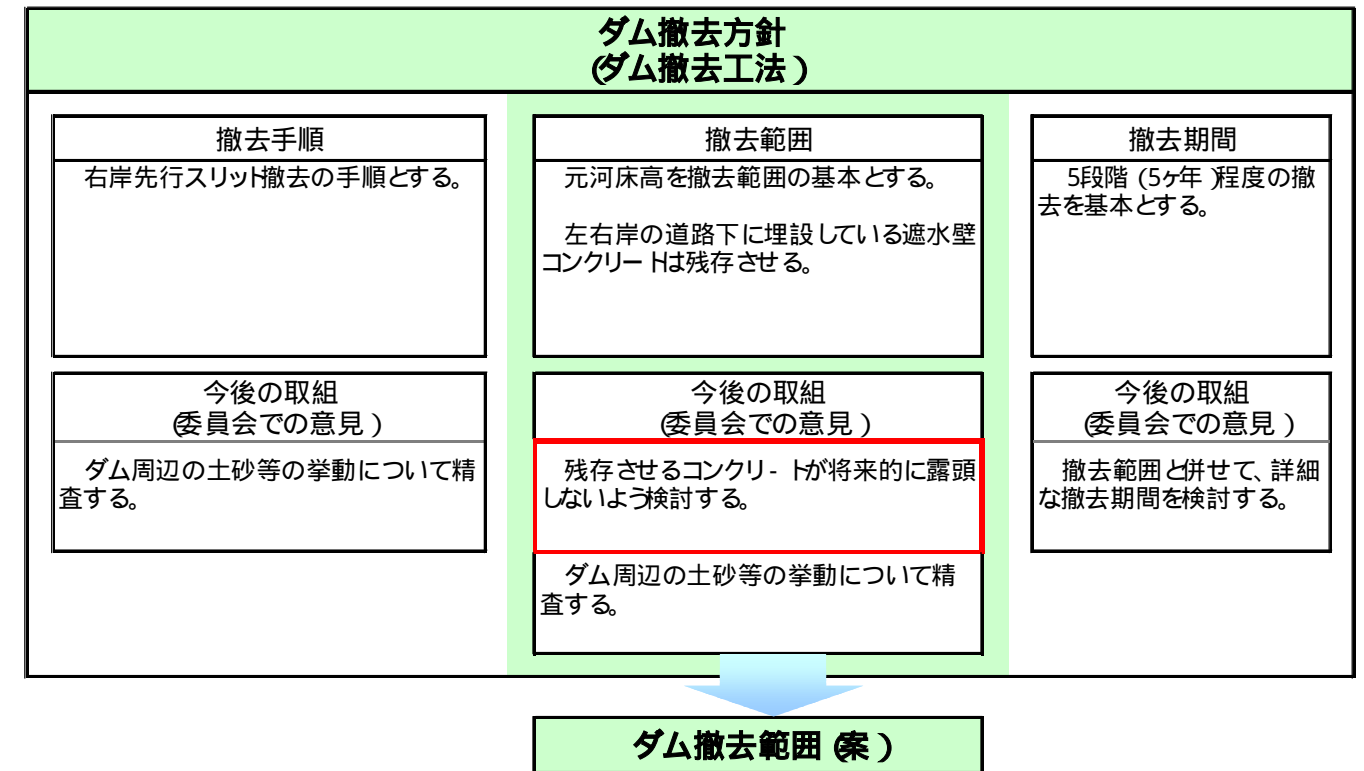 ダム撤去方針
(ダム撤去工法)
撤去手順
右岸先行スリット撤去の手順とする。
撤去範囲
元河床高を撤去範囲の基本とする。
左右岸の道路下に埋設している遮水壁
コンクリートは残存させる。
撤去期間
5段階(5ヶ年)程度の撤
去を基本とする。
今後の取組
(委員会での意見)
ダム周辺の土砂等の挙動について精
査する。
今後の取組
(委員会での意見)
残存させるコンクリ-トが将来的に露頭
しないよう検討する。
ダム周辺の土砂等の挙動について精
査する。
今後の取組
(委員会での意見)
撤去範囲と併せて、詳細
な撤去期間を検討する。
ダム撤去範囲(案)